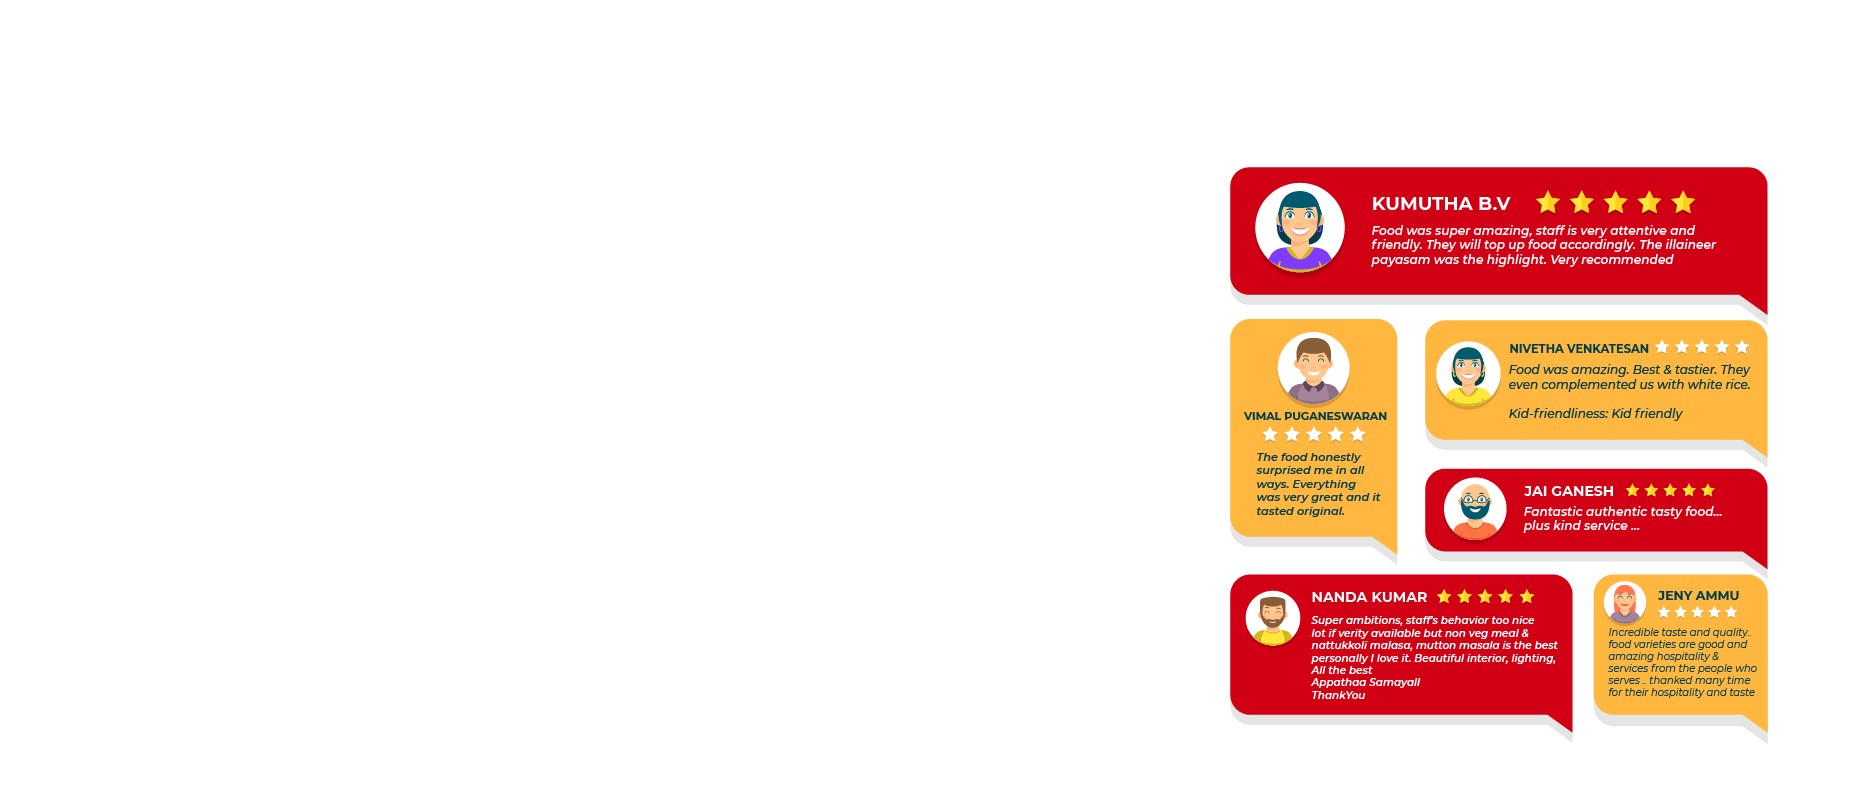 KUMUTHA B.V
Food was super amazing, staff is very attentive and
friendly. They will top up food accordingly. The illaineer
payasam was the highlight. Very recommended
VIMAL PUGANESWARAN
The food honestly
surprised me in all
ways. Everything
was very great and it
tasted original.
NIVETHA VENKATESAN
Food was amazing. Best & tastier. They
even complemented us with white rice.
Kid-friendliness: Kid friendly
JAI GANESH
Fantastic authentic tasty food...
plus kind service ...
NANDA KUMAR
Super ambitions, staff's behavior too nice
lot if verity available but non veg meal &
nattukkoli malasa, mutton masala is the best
personally I love it. Beautiful interior, lighting,
All the best
Appathaa Samayall
ThankYou
JENY AMMU
Incredible taste and quality..
food varieties are good and
amazing hospitality &
services from the people who
serves .. thanked many time
for their hospitality and taste